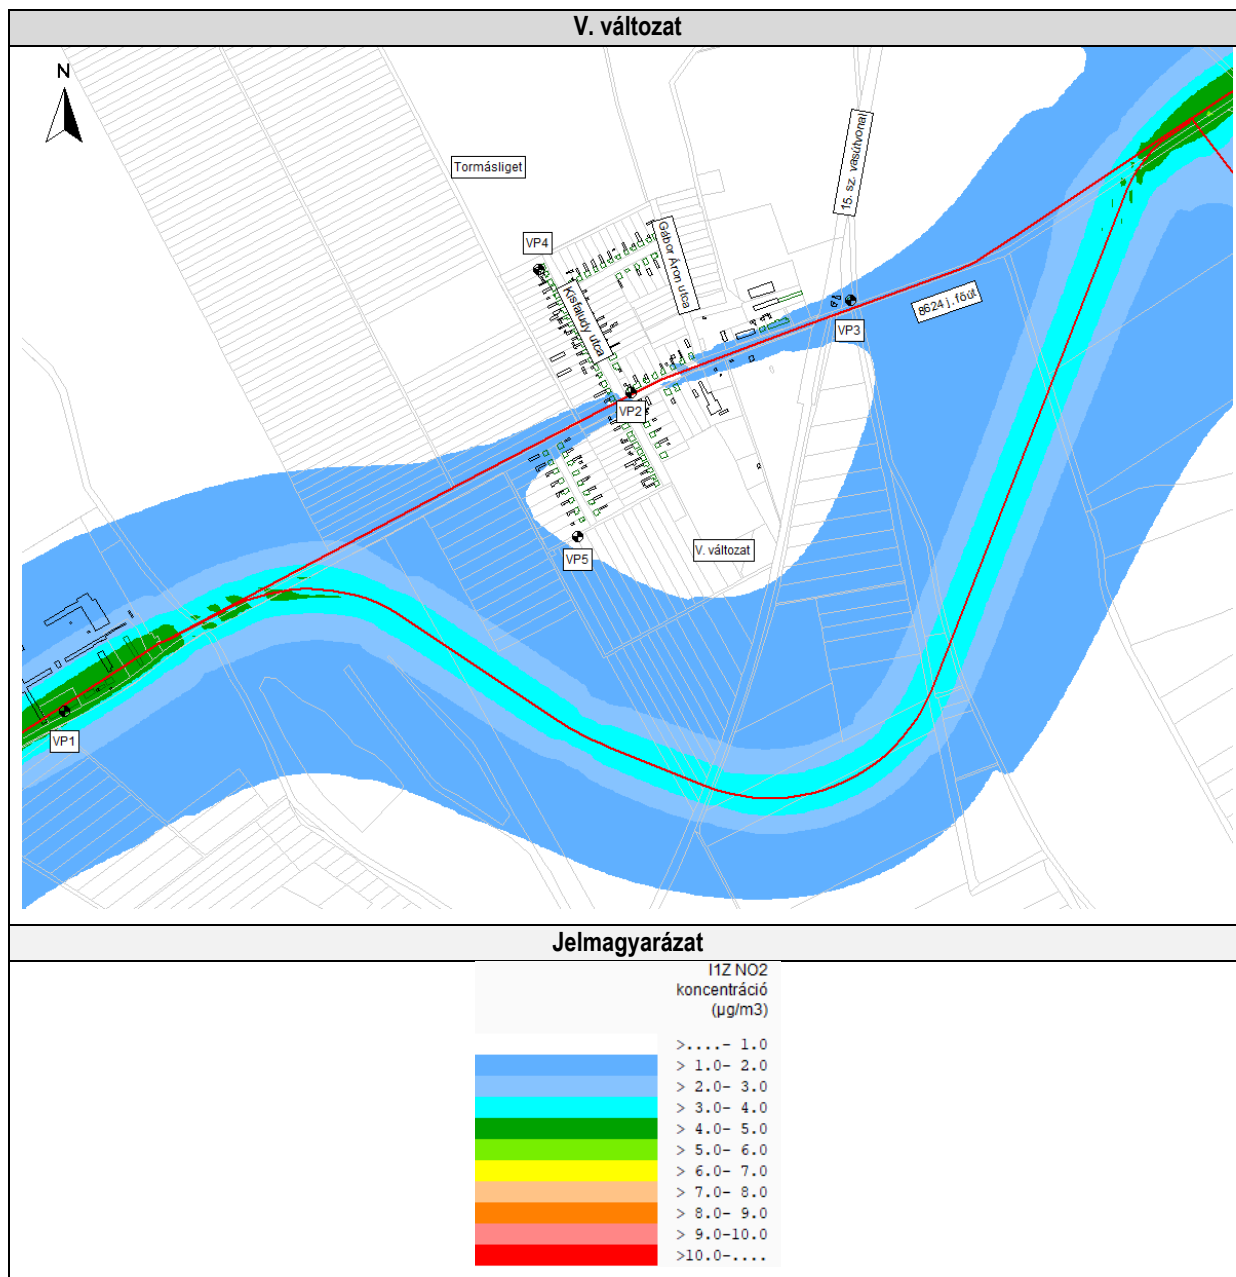 V. változat
N
Tormásliget
15. sz. vasútvonal
VP4
Gábor Áron utca
Kisfaludy utca
8624 j. főút
VP3
VP2
V. változat
VP5
VP1
Jelmagyarázat
I1Z NO2
koncentráció
(µg/m3)
>....- 1.0
> 1.0- 2.0
> 2.0- 3.0
> 3.0- 4.0
> 4.0- 5.0
> 5.0- 6.0
> 6.0- 7.0
> 7.0- 8.0
> 8.0- 9.0
> 9.0-10.0
>10.0-....